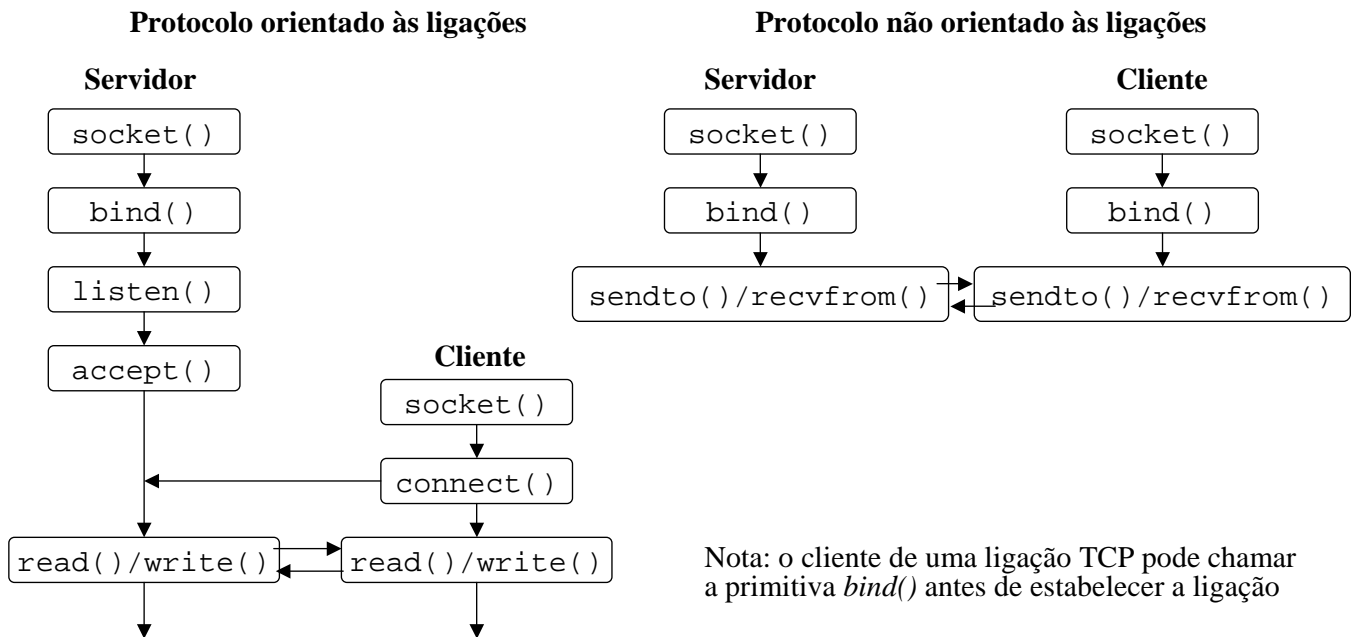 Protocolo orientado às ligações
Servidor
socket()
bind()
listen()
accept()
Cliente
socket()
connect()
read()/write()
read()/write()
Protocolo não orientado às ligações
Servidor
socket()
bind()
sendto()/recvfrom()
Cliente
socket()
bind()
sendto()/recvfrom()
Nota: o cliente de uma ligação TCP pode chamar
a primitiva bind() antes de estabelecer a ligação